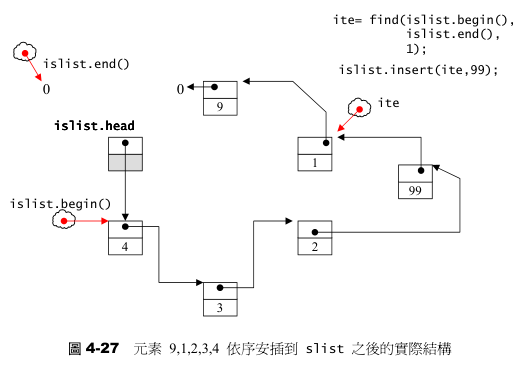 ite= find(islist.begin(),
islist.end(),
1);
islist.insert(ite,99);
islist.end()
0
0
9
ite
islist.head
1
99
islist.begin()
4
2
3
圖 4-27 元素 9,1,2,3,4 依序安插到 slist 之後的實際結構